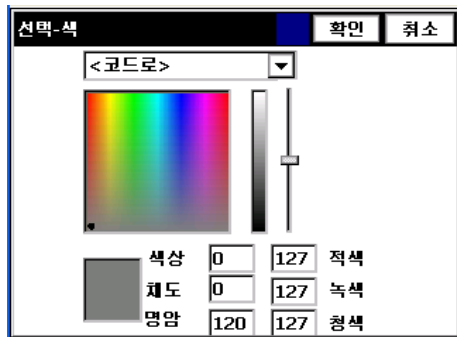 선택-색 확인 취소
<코드로>
색상 0 127 적색
채도 0 127 녹색
명암 120 127 청색